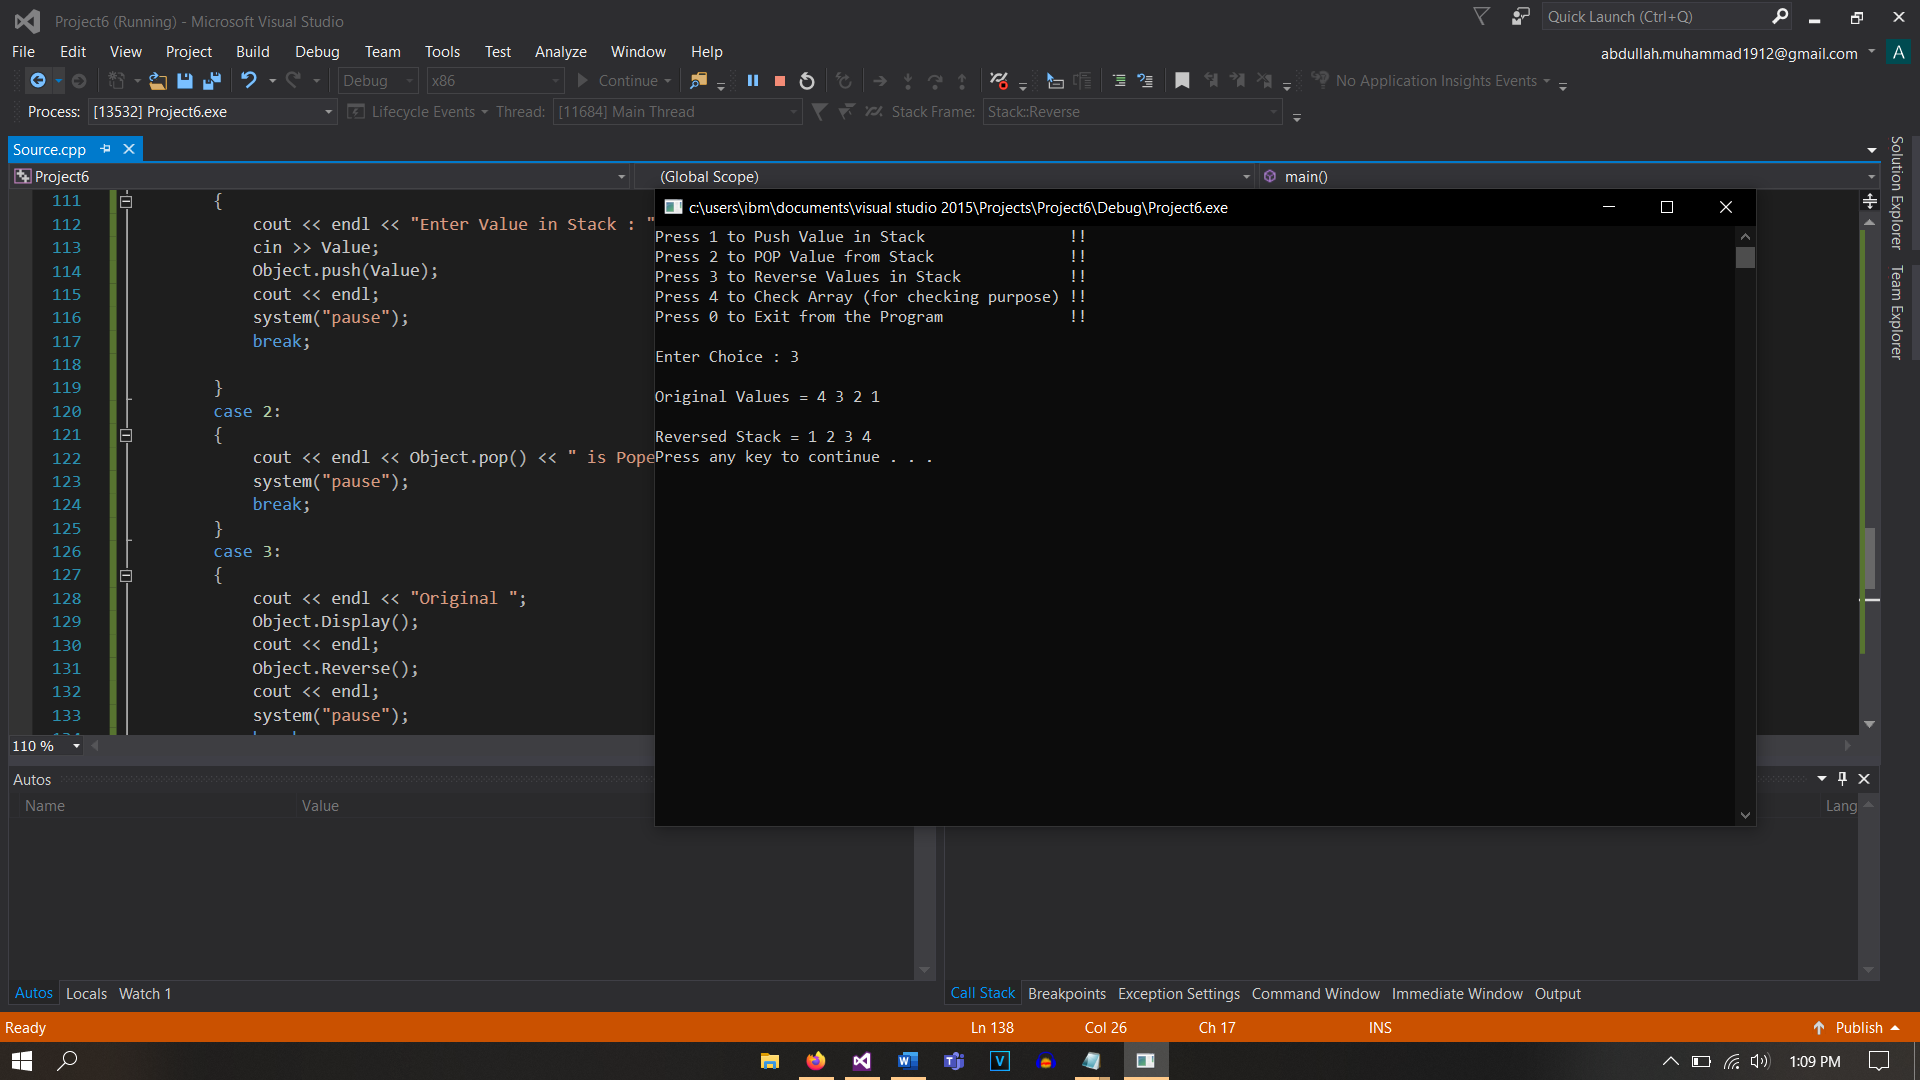 Project6 (Running) - Microsoft Visual Studio
Quick Launch (Ctrl+Q)
File Edit View Project Build Debug Team Tools Test Analyze Window Help
abdullah.muhammad1912@gmail.com A
Debug x86 Continue No Application Insights Events
Process: [13532] Project6.exe Lifecycle Events Thread: [11684] Main Thread Stack Frame: Stack::Reverse
Source.cpp
Project6 (Global Scope) main()
111 {
112 cout << endl << "Enter Value in Stack : "
113 cin >> Value;
114 Object.push(Value);
115 cout << endl;
116 system("pause");
117 break;
118
119 }
120 case 2:
121 {
122 cout << endl << Object.pop() << " is Pope
123 system("pause");
124 break;
125 }
126 case 3:
127 {
128 cout << endl << "Original ";
129 Object.Display();
130 cout << endl;
131 Object.Reverse();
132 cout << endl;
133 system("pause");
c:\users\ibm\documents\visual studio 2015\Projects\Project6\Debug\Project6.exe
Press 1 to Push Value in Stack !!
Press 2 to POP Value from Stack !!
Press 3 to Reverse Values in Stack !!
Press 4 to Check Array (for checking purpose) !!
Press 0 to Exit from the Program !!
Enter Choice : 3
Original Values = 4 3 2 1
Reversed Stack = 1 2 3 4
Press any key to continue . . .
Solution Explorer
Team Explorer
110 %
Autos
Name Value
Lang
Autos Locals Watch 1
Call Stack Breakpoints Exception Settings Command Window Immediate Window Output
Ready Ln 138 Col 26 Ch 17 INS Publish
1:09 PM